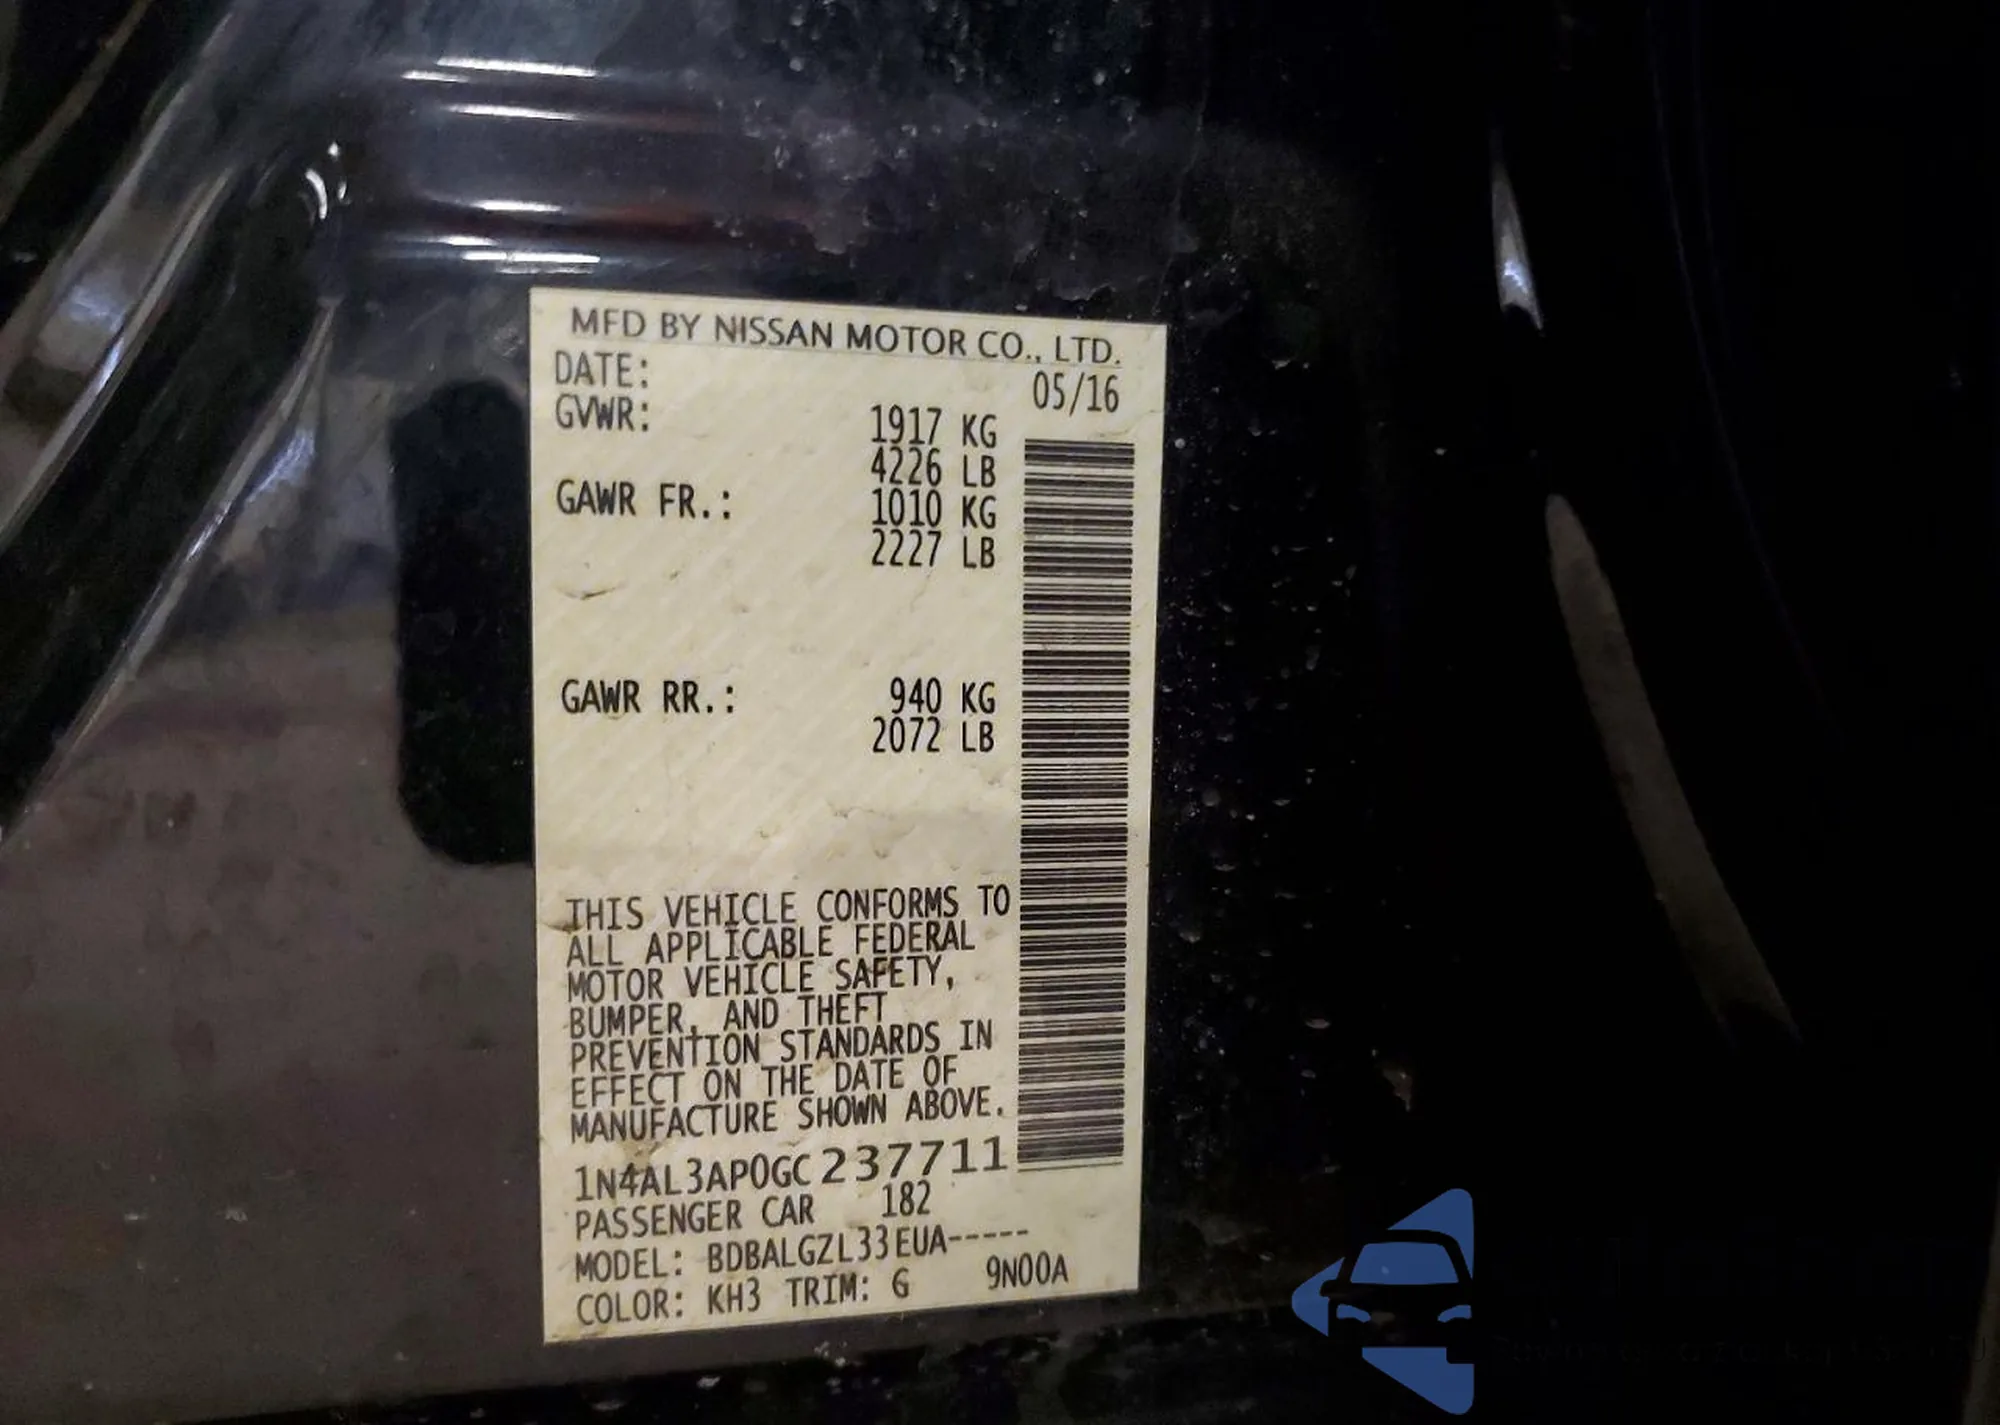 MFD BY NISSAN MOTOR CO., LTD.
DATE: 05/16
GVWR: 1917 KG
4226 LB
GAWR FR.: 1010 KG
2227 LB
GAWR RR.: 940 KG
2072 LB
THIS VEHICLE CONFORMS TO
ALL APPLICABLE FEDERAL
MOTOR VEHICLE SAFETY,
BUMPER, AND THEFT
PREVENTION STANDARDS IN
EFFECT ON THE DATE OF
MANUFACTURE SHOWN ABOVE.
1N4AL3AP0GC237711
PASSENGER CAR 182
MODEL: BDBALGZL33EUA-----
COLOR: KH3 TRIM: G 9N00A